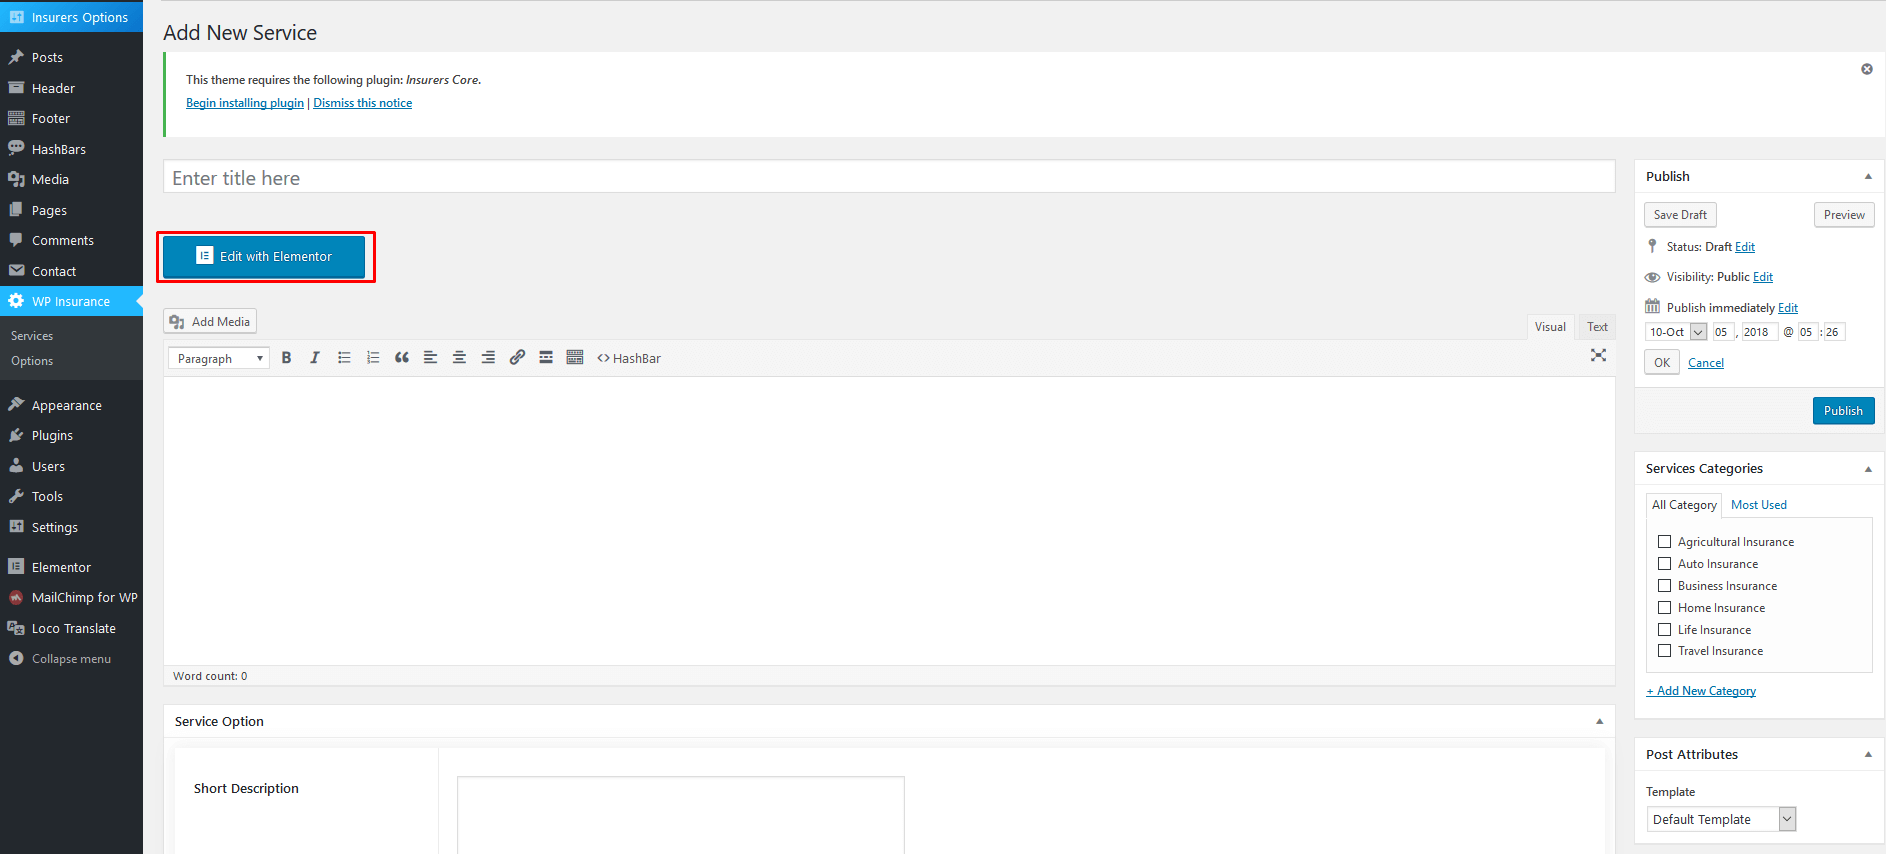 Insurers Options
Posts
Header
Footer
HashBars
Media
Pages
Comments
Contact
WP Insurance
Services
Options
Appearance
Plugins
Users
Tools
Settings
Elementor
MailChimp for WP
Loco Translate
Collapse menu
Add New Service
This theme requires the following plugin: Insurers Core.
Begin installing plugin | Dismiss this notice
Enter title here
Edit with Elementor
Add Media
Visual Text
Paragraph B I <> HashBar
Word count: 0
Service Option
Short Description
Publish
Save Draft Preview
Status: Draft Edit
Visibility: Public Edit
Publish immediately Edit
10-Oct 05 , 2018 @ 05 : 26
OK Cancel
Publish
Services Categories
All Category Most Used
Agricultural Insurance
Auto Insurance
Business Insurance
Home Insurance
Life Insurance
Travel Insurance
+ Add New Category
Post Attributes
Template
Default Template